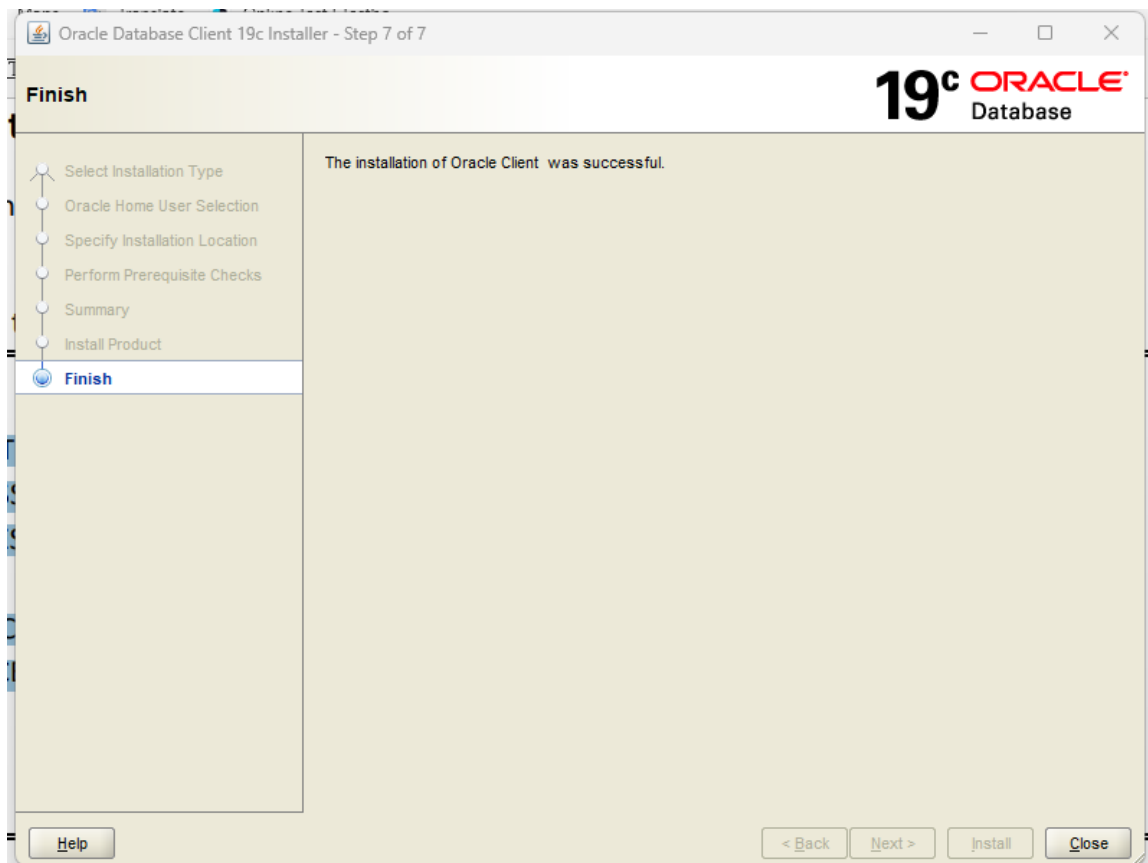 Oracle Database Client 19c Installer - Step 7 of 7
Finish
19c ORACLE
Database
Select Installation Type
Oracle Home User Selection
Specify Installation Location
Perform Prerequisite Checks
Summary
Install Product
Finish
The installation of Oracle Client  was successful.
Help
< Back
Next >
Install
Close